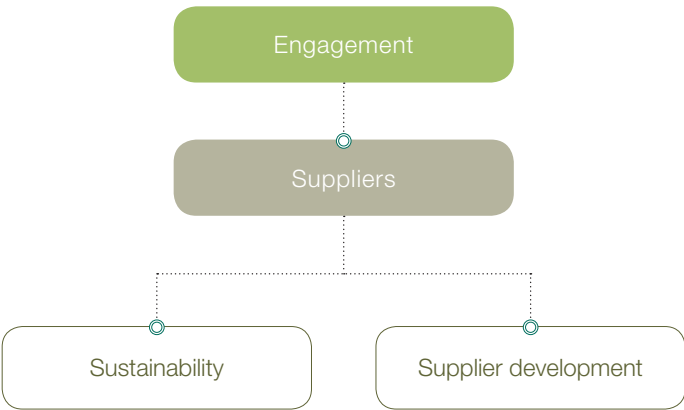 Engagement
Suppliers
Sustainability
Supplier development